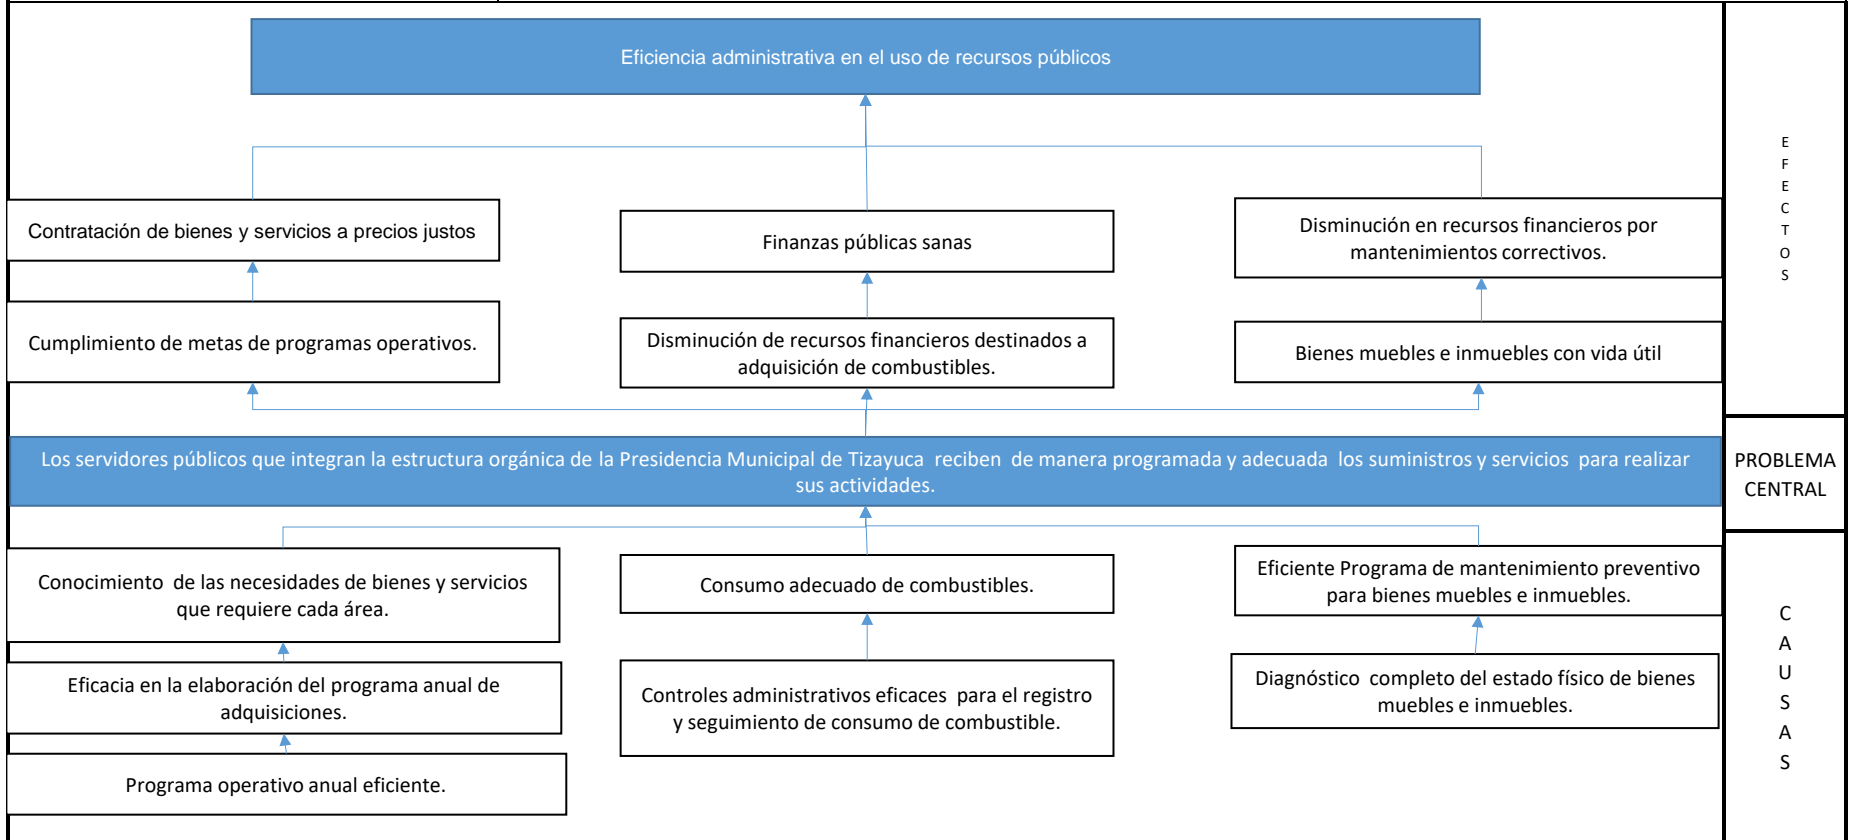 Eficiencia administrativa en el uso de recursos públicos
Contratación de bienes y servicios a precios justos
Finanzas públicas sanas
Disminución en recursos financieros por
mantenimientos correctivos.
Cumplimiento de metas de programas operativos.
Disminución de recursos financieros destinados a
adquisición de combustibles.
Bienes muebles e inmuebles con vida útil
E
F
E
C
T
O
S
Los servidores públicos que integran la estructura orgánica de la Presidencia Municipal de Tizayuca reciben de manera programada y adecuada los suministros y servicios para realizar
sus actividades.
PROBLEMA
CENTRAL
Conocimiento de las necesidades de bienes y servicios
que requiere cada área.
Consumo adecuado de combustibles.
Eficiente Programa de mantenimiento preventivo
para bienes muebles e inmuebles.
Eficacia en la elaboración del programa anual de
adquisiciones.
Controles administrativos eficaces para el registro
y seguimiento de consumo de combustible.
Diagnóstico completo del estado físico de bienes
muebles e inmuebles.
Programa operativo anual eficiente.
C
A
U
S
A
S